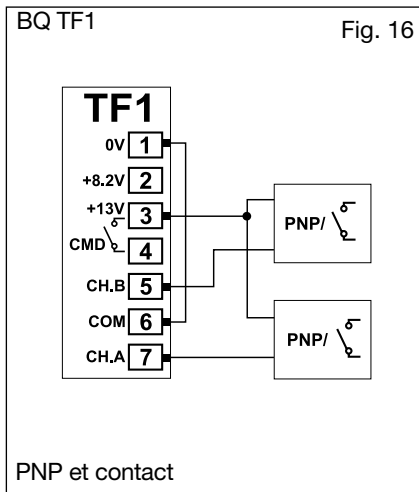 BQ TF1
Fig. 16
TF1
0V 1
+8.2V 2
+13V 3
CMD 4
CH.B 5
COM 6
CH.A 7
PNP/
PNP/
PNP et contact